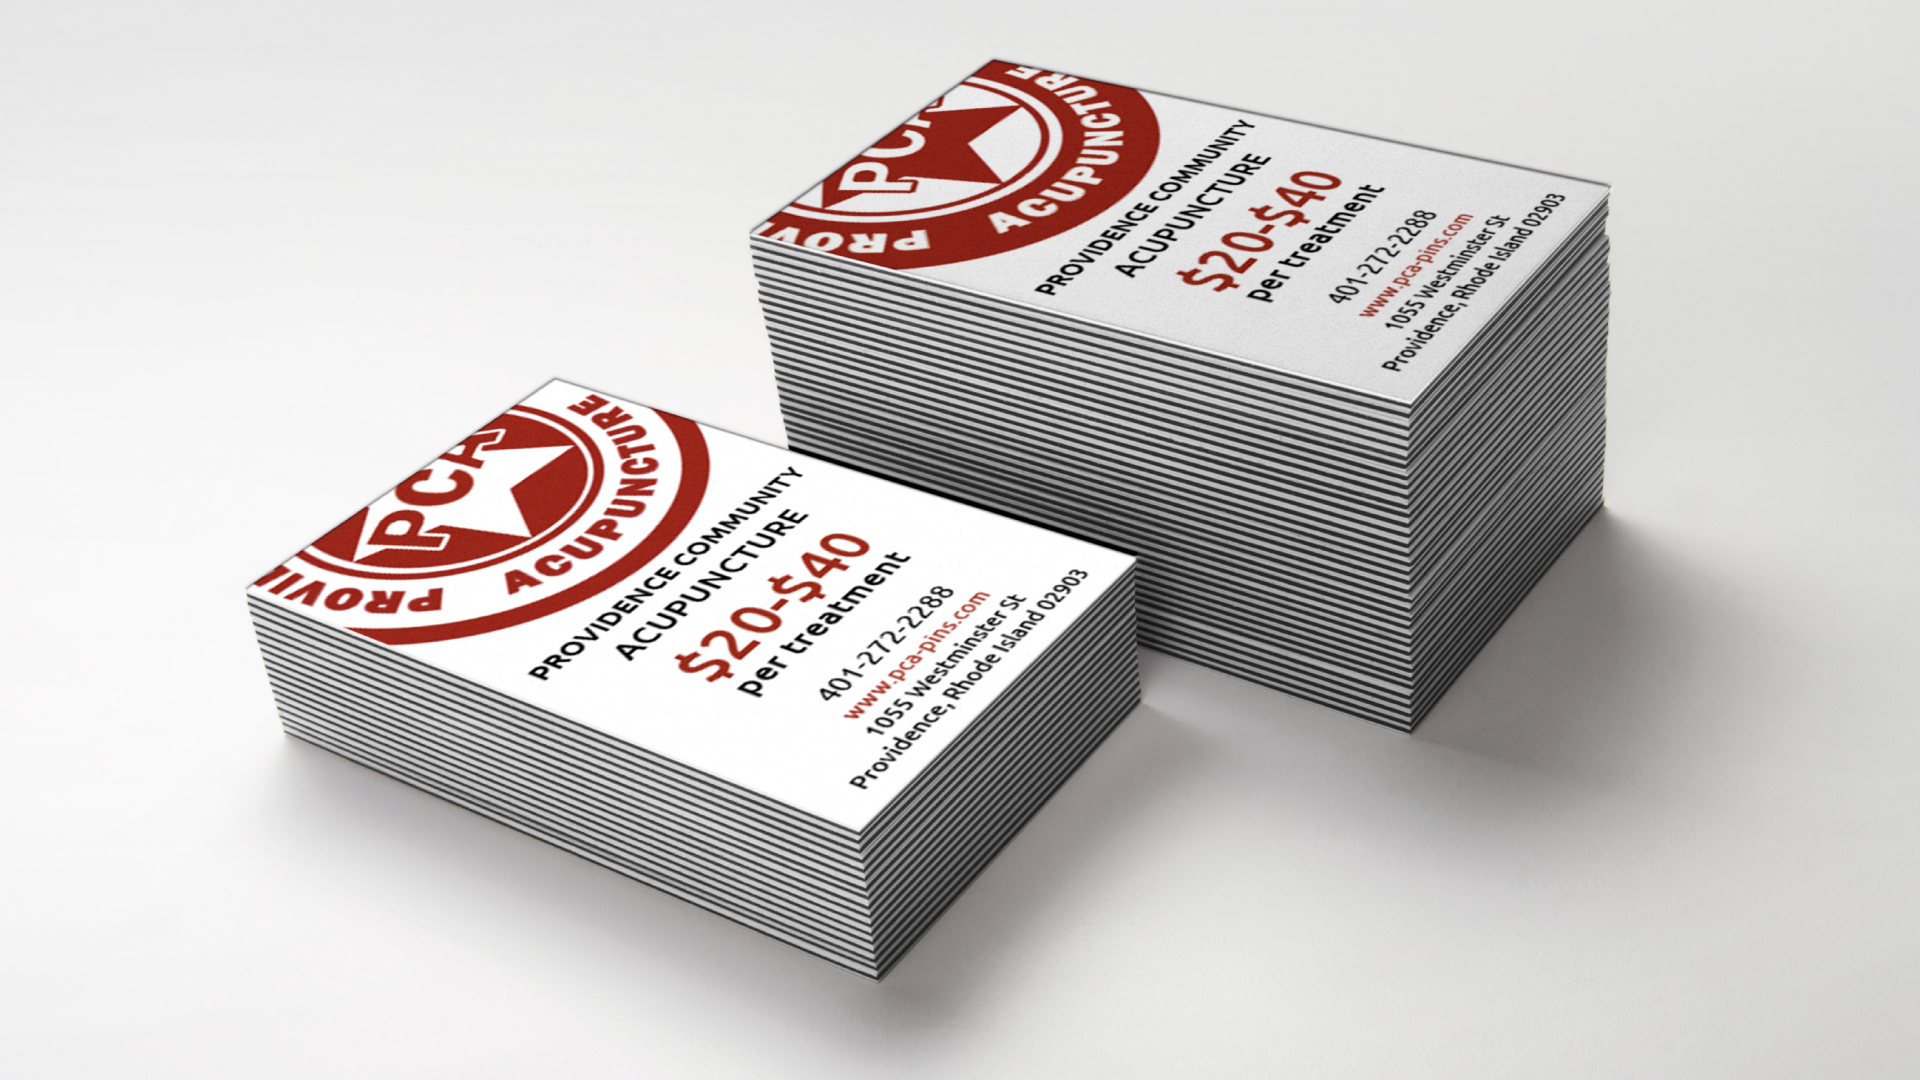 PCA
PROVI
ACUPUNCTURE
PROVIDENCE COMMUNITY
ACUPUNCTURE
$20-$40
per treatment
401-272-2288
www.pca-pins.com
1055 Westminster St
Providence, Rhode Island 02903
PCA
PROVI
ACUPUNCTURE
PROVIDENCE COMMUNITY
ACUPUNCTURE
$20-$40
per treatment
401-272-2288
www.pca-pins.com
1055 Westminster St
Providence, Rhode Island 02903